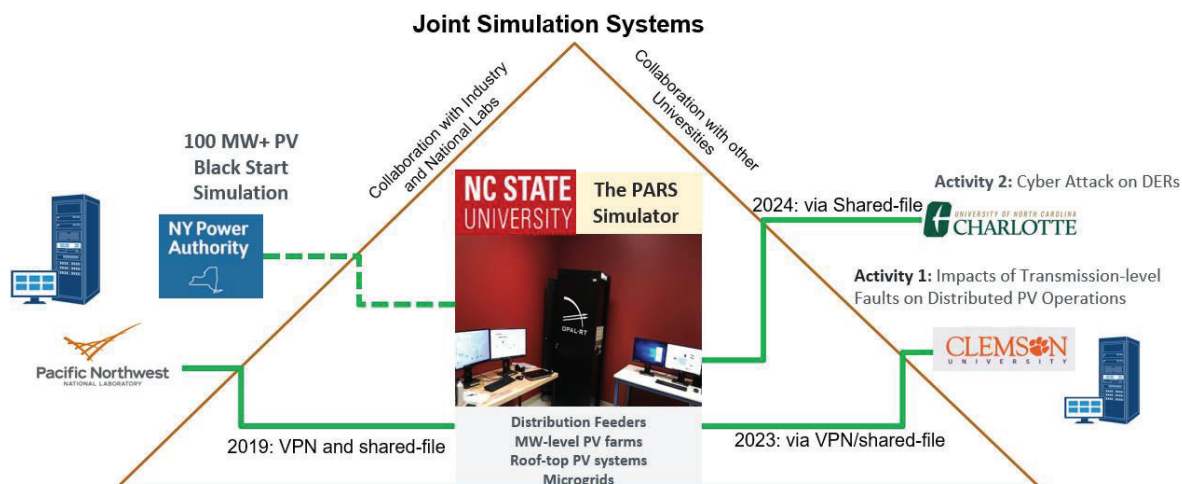 Joint Simulation Systems
Collaboration with Industry
and National Labs
Collaboration with other
Universities
100 MW+ PV
Black Start
Simulation
NY Power
Authority
Pacific Northwest
NATIONAL LABORATORY
2019: VPN and shared-file
NC STATE
UNIVERSITY
The PARS
Simulator
OPAL-RT
Distribution Feeders
MW-level PV farms
Roof-top PV systems
Microgrids
Activity 2: Cyber Attack on DERs
2024: via Shared-file
UNIVERSITY OF NORTH CAROLINA
CHARLOTTE
Activity 1: Impacts of Transmission-level
Faults on Distributed PV Operations
CLEMSON
UNIVERSITY
2023: via VPN/shared-file